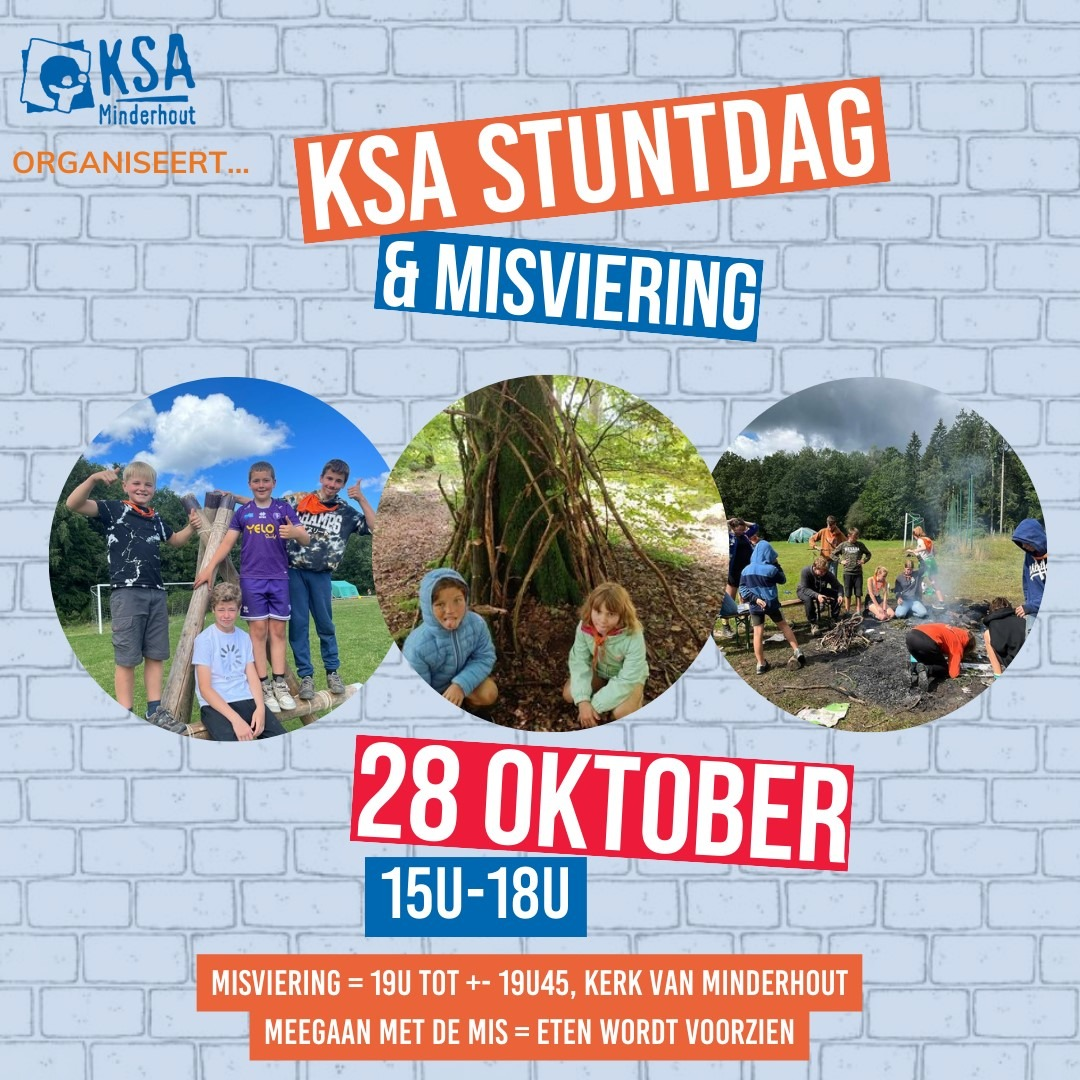 KSA
Minderhout
ORGANISEERT...
KSA STUNTDAG
& MISVIERING
YELO
28 OKTOBER
15U-18U
MISVIERING = 19U TOT +- 19U45, KERK VAN MINDERHOUT
MEEGAAN MET DE MIS = ETEN WORDT VOORZIEN